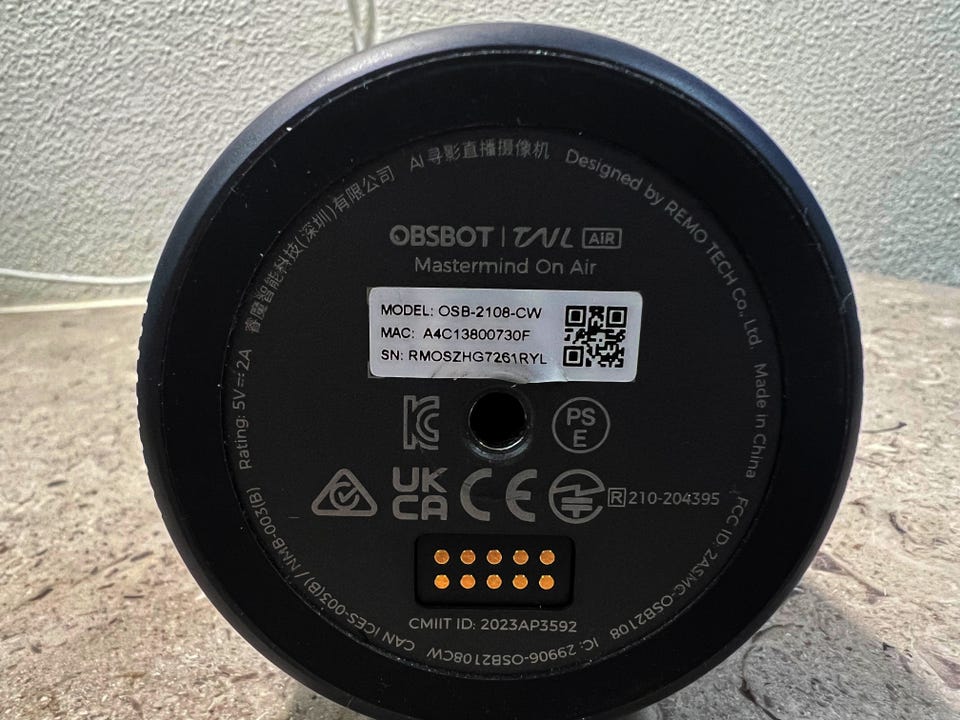 睿魔智能科技(深圳)有限公司 AI 寻影直播摄像机 Designed by REMO TECH Co., Ltd. Made in China FCC ID: 2ASMC-OSB2108 IC: 29906-OSB2108CW CAN ICES-003(B) / NMB-003(B) Rating: 5V⎓2A
OBSBOT | TAIL AIR
Mastermind On Air
MODEL: OSB-2108-CW
MAC: A4C13800730F
SN: RMOSZHG7261RYL
PS
E
UK
CA CE R 210-204395
CMIIT ID: 2023AP3592